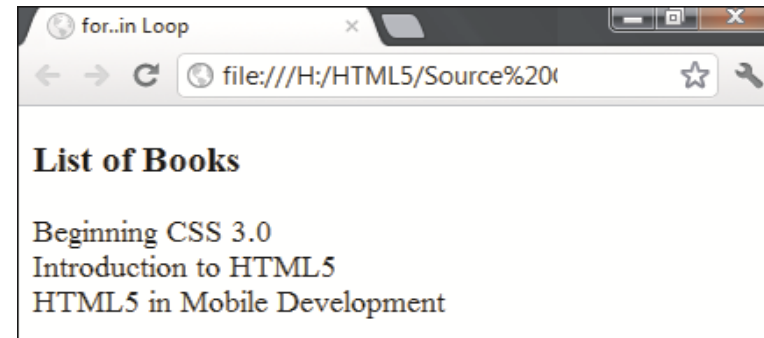 for..in Loop
file:///H:/HTML5/Source%20
List of Books
Beginning CSS 3.0
Introduction to HTML5
HTML5 in Mobile Development